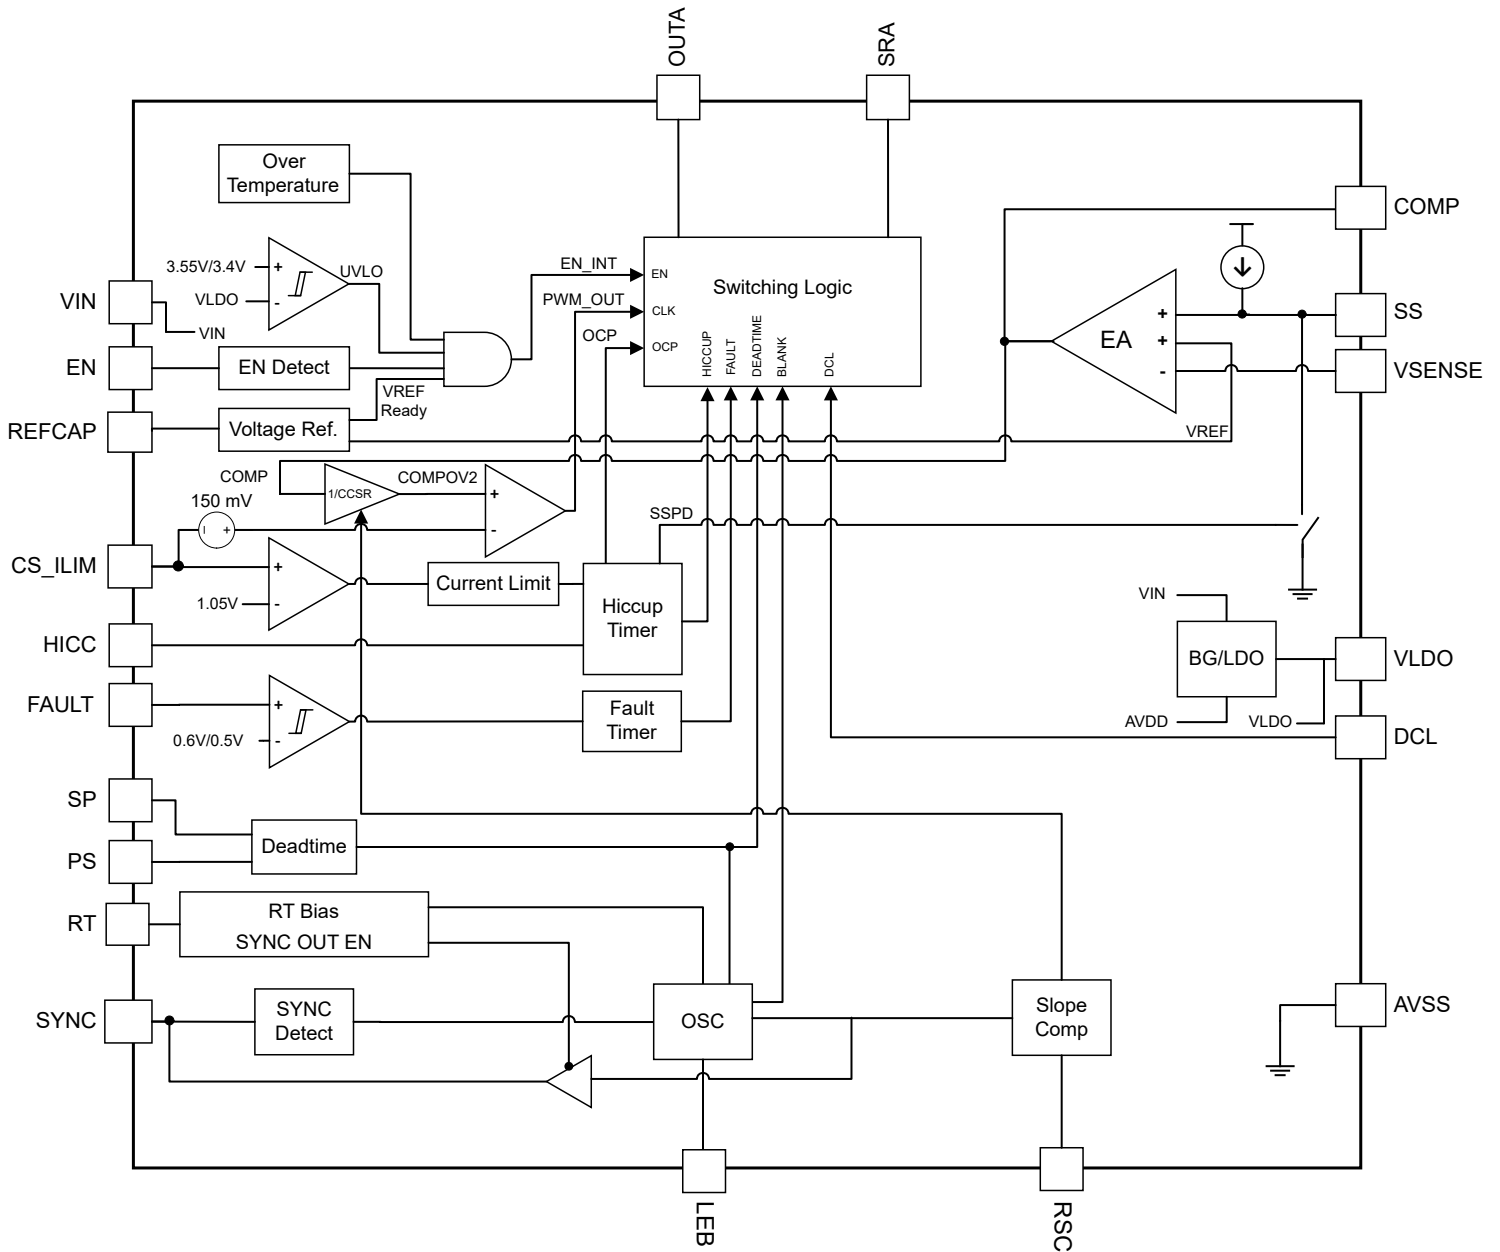 OUTA
SRA
Over
Temperature
COMP
3.55V/3.4V
+
UVLO
EN_INT
EN
VLDO
-
Switching Logic
VIN
VIN
PWM_OUT
CLK
+
SS
OCP
OCP
HICCUP
FAULT
DEADTIME
BLANK
DCL
EA
+
-
VSENSE
EN
EN Detect
VREF
Ready
REFCAP
Voltage Ref.
VREF
COMP
COMPOV2
1/CCSR
+
150 mV
-
+
-
SSPD
CS_ILIM
+
Current Limit
1.05V
-
Hiccup
Timer
VIN
HICC
BG/LDO
VLDO
FAULT
+
Fault
Timer
AVDD
VLDO
0.6V/0.5V
-
DCL
SP
Deadtime
PS
RT
RT Bias
SYNC OUT EN
SYNC
SYNC
Detect
OSC
Slope
Comp
AVSS
LEB
RSC